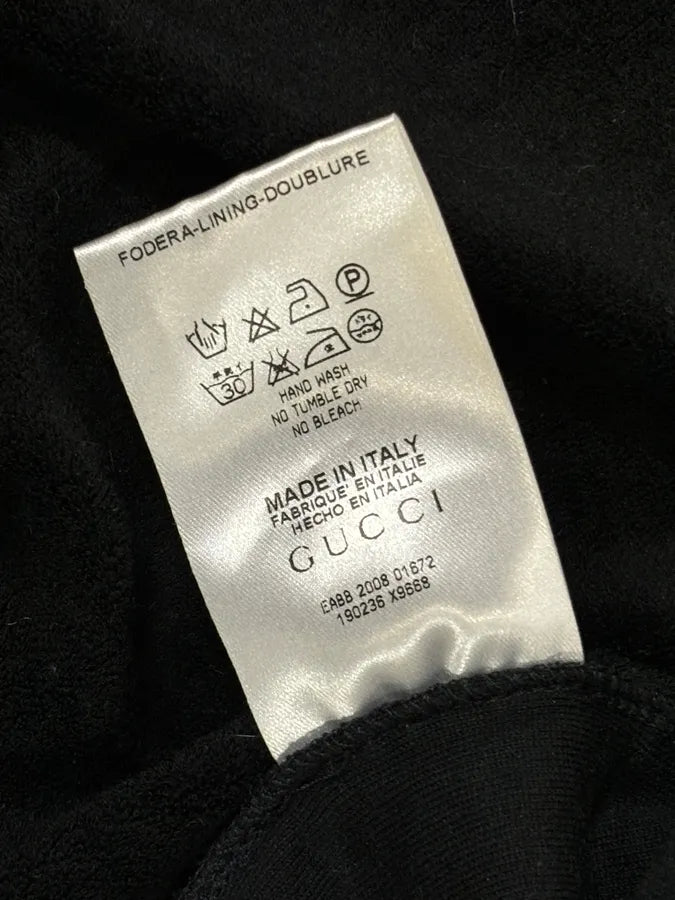 FODERA-LINING-DOUBLURE
P
30
HAND WASH
NO TUMBLE DRY
NO BLEACH
MADE IN ITALY
FABRIQUE' EN ITALIE
HECHO EN ITALIA
GUCCI
EABB 2008 01672
190236 X9668